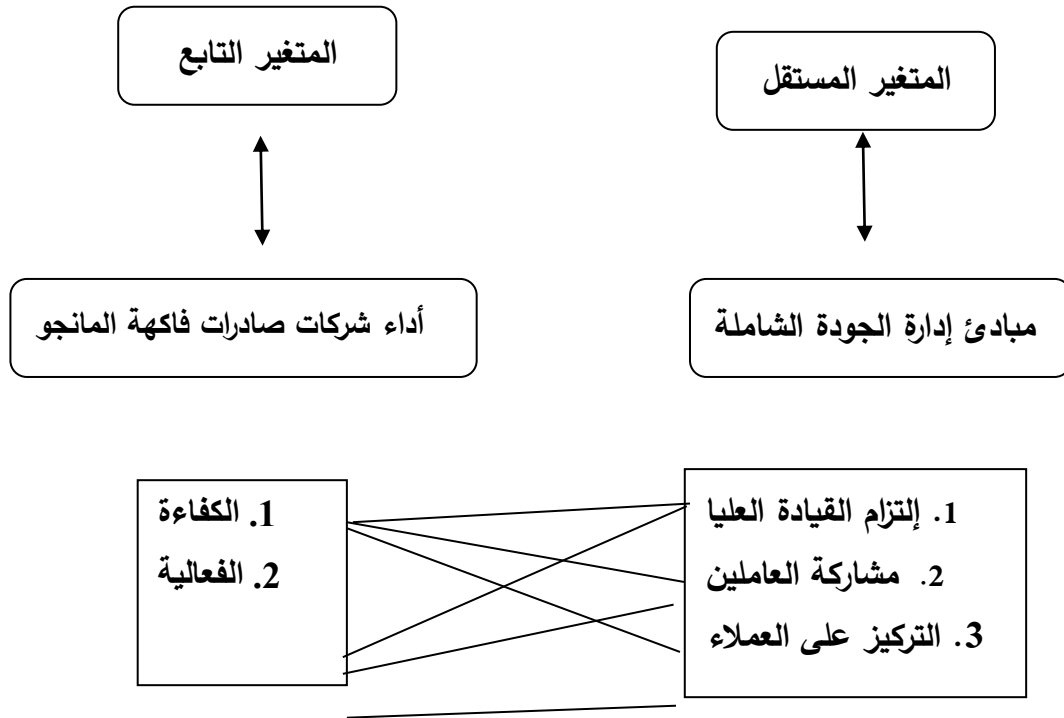 المتغير المستقل
المتغير التابع
مبادئ إدارة الجودة الشاملة
أداء شركات صادرات فاكهة المانجو
1. إلتزام القيادة العليا
2. مشاركة العاملين
3. التركيز على العملاء
1. الكفاءة
2. الفعالية